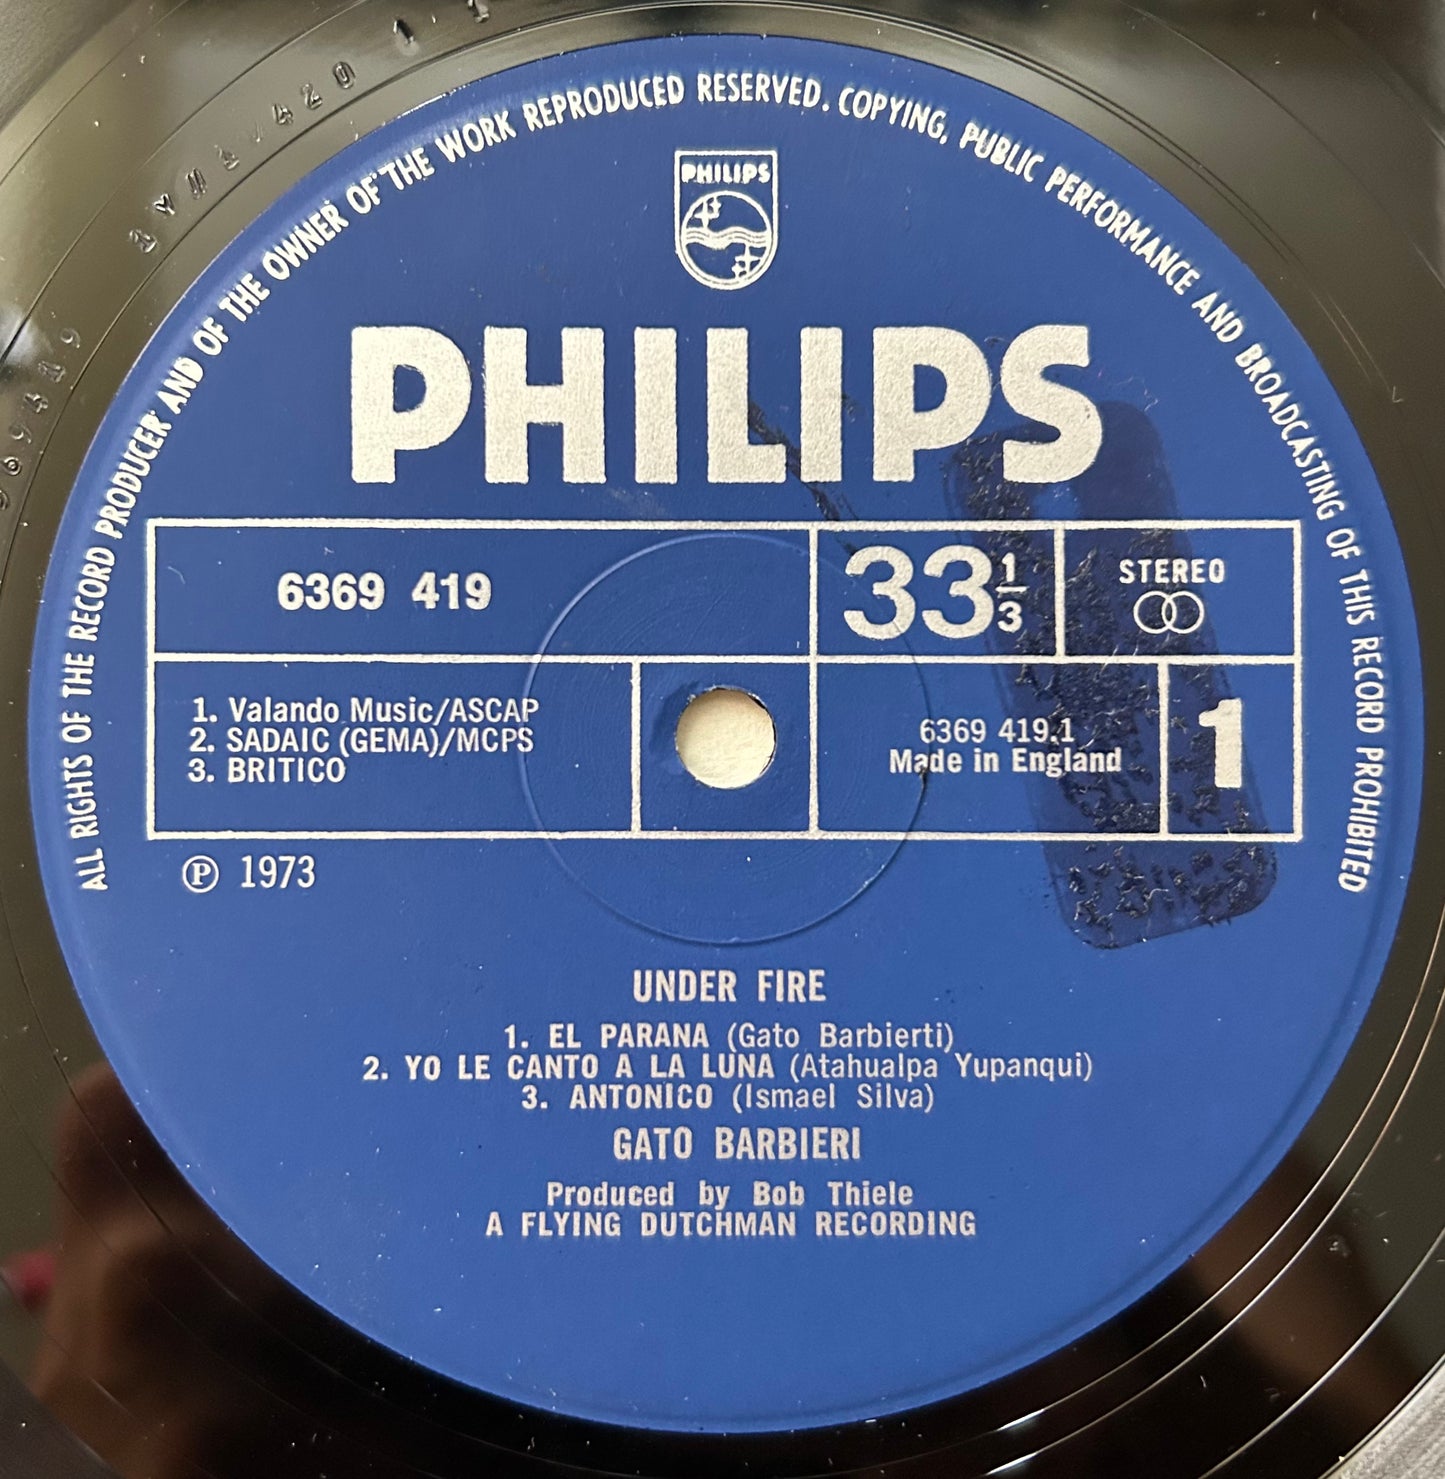 ALL RIGHTS OF THE RECORD PRODUCER AND OF THE OWNER OF THE WORK REPRODUCED RESERVED. COPYING, PUBLIC PERFORMANCE AND BROADCASTING OF THIS RECORD PROHIBITED
PHILIPS
PHILIPS
6369 419
33 1/3
STEREO
1. Valando Music/ASCAP
2. SADAIC (GEMA)/MCPS
3. BRITICO
6369 419.1
Made in England
1
Ⓟ 1973
UNDER FIRE
1. EL PARANA (Gato Barbierti)
2. YO LE CANTO A LA LUNA (Atahualpa Yupanqui)
3. ANTONICO (Ismael Silva)
GATO BARBIERI
Produced by Bob Thiele
A FLYING DUTCHMAN RECORDING